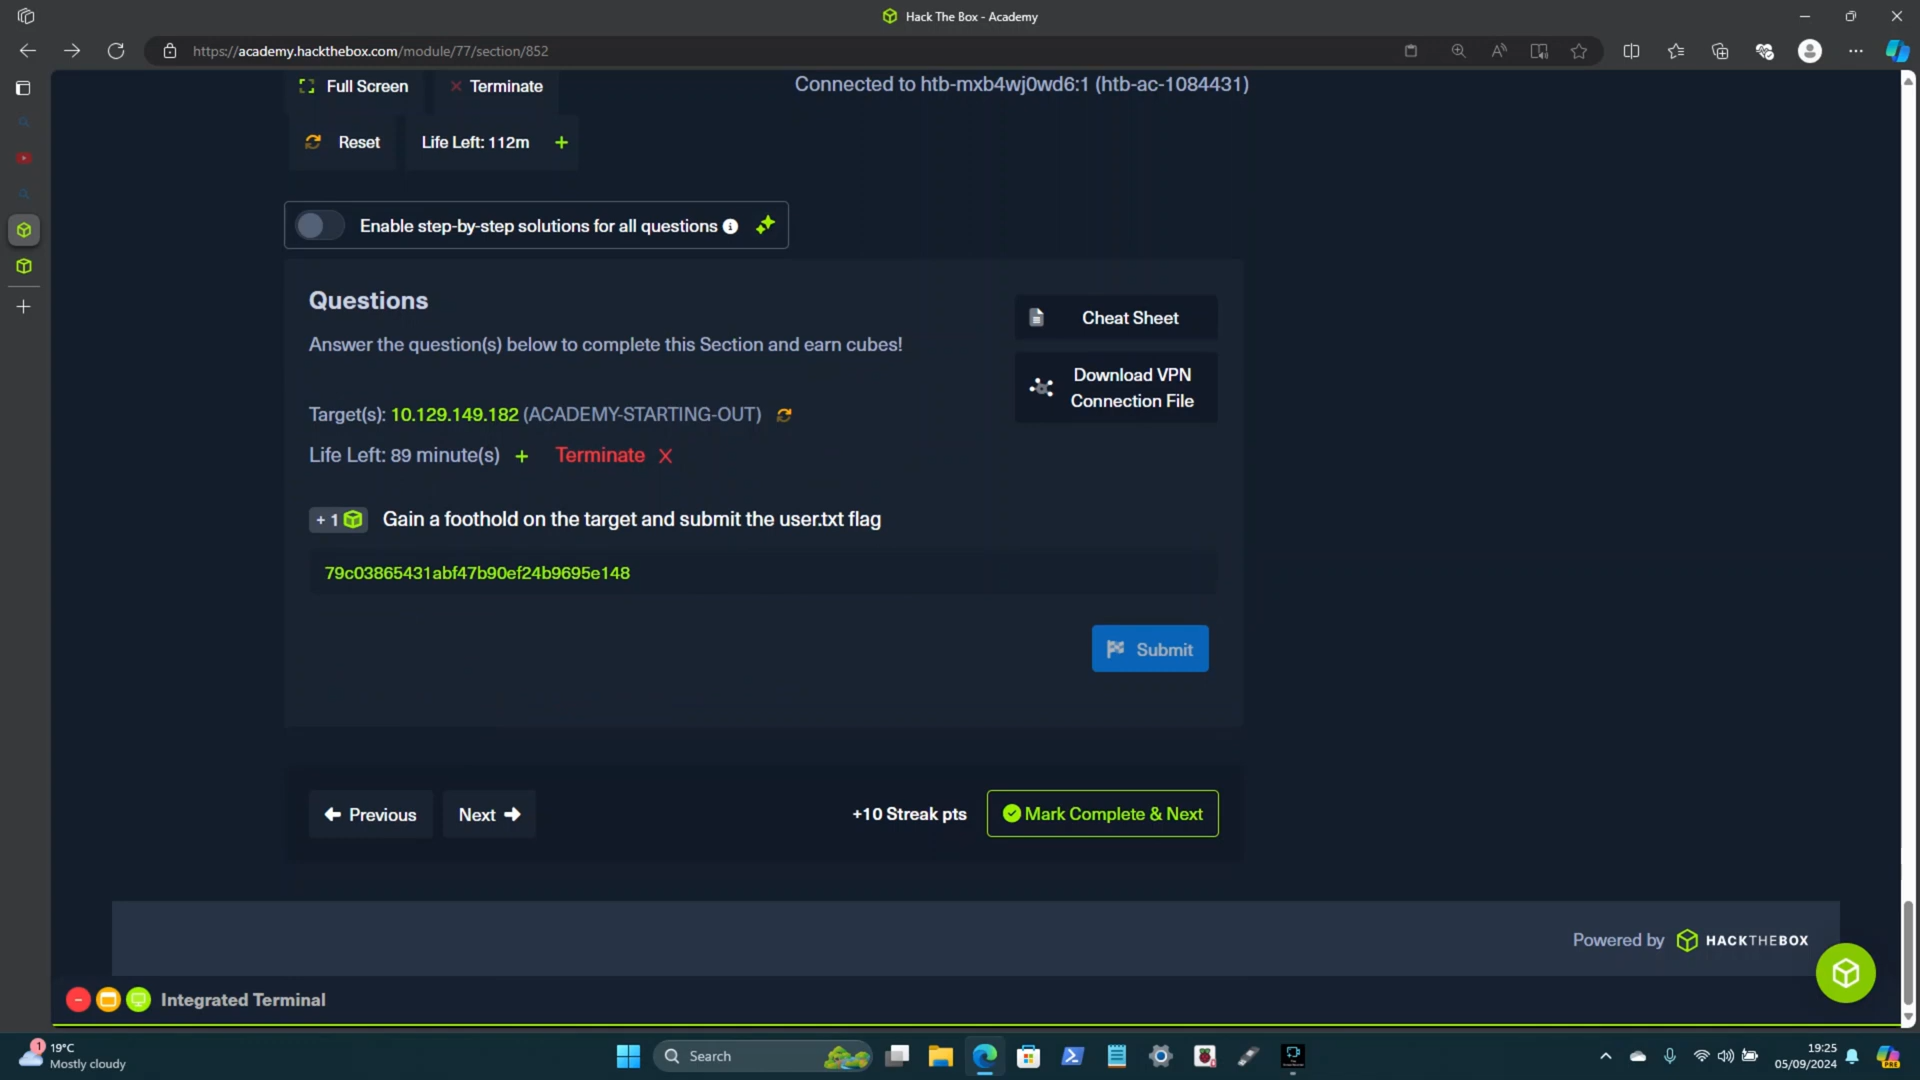 Hack The Box - Academy
https://academy.hackthebox.com/module/77/section/852
Full Screen
Terminate
Connected to htb-mxb4wj0wd6:1 (htb-ac-1084431)
Reset
Life Left: 112m
+
Enable step-by-step solutions for all questions
Questions
Cheat Sheet
Answer the question(s) below to complete this Section and earn cubes!
Download VPN
Connection File
Target(s): 10.129.149.182 (ACADEMY-STARTING-OUT)
Life Left: 89 minute(s) + Terminate X
+ 1 Gain a foothold on the target and submit the user.txt flag
79c03865431abf47b90ef24b9695e148
Submit
Previous
Next
+10 Streak pts
Mark Complete & Next
Powered by HACKTHEBOX
Integrated Terminal
1
19°C
Mostly cloudy
Search
19:25
05/09/2024
PRE